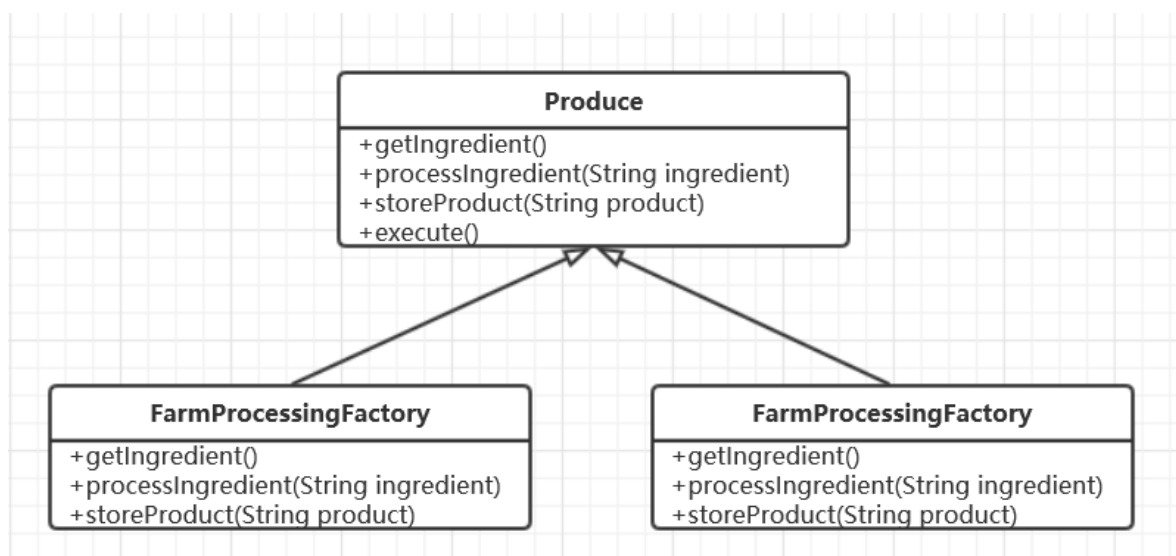 Produce
+getIngredient()
+processIngredient(String ingredient)
+storeProduct(String product)
+execute()
FarmProcessingFactory
+getIngredient()
+processIngredient(String ingredient)
+storeProduct(String product)
FarmProcessingFactory
+getIngredient()
+processIngredient(String ingredient)
+storeProduct(String product)